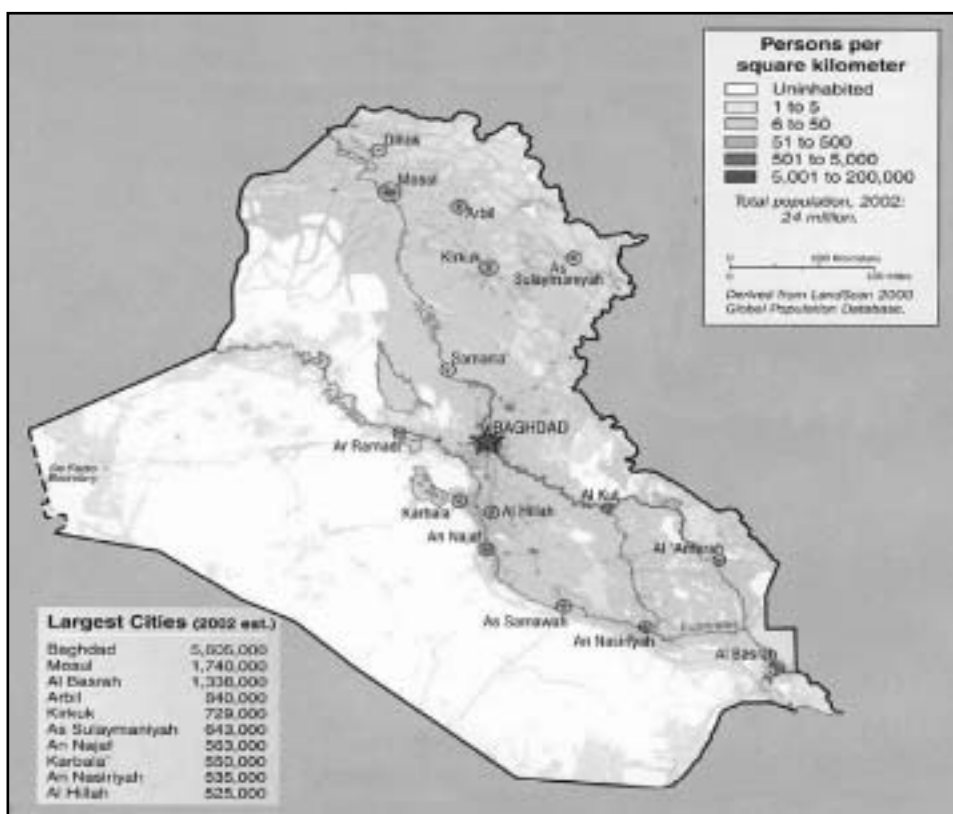 Persons per
square kilometer
Uninhabited
1 to 5
6 to 50
51 to 500
501 to 5,000
5,001 to 200,000
Total population, 2002:
24 million.
Derived from LandScan 2000
Global Population Database.
Dihok
Mosul
Arbil
Kirkuk
As
Sulaymaniyah
Samarra'
BAGHDAD
Ar Ramadi
De Facto
Boundary
Karbala
Al Hillah
Al Kut
An Najaf
Al 'Amarah
As Samawah
An Nasiriyah
Euphrates
Al Basrah
Largest Cities (2002 est.)
Baghdad 5,605,000
Mosul 1,740,000
Al Basrah 1,338,000
Arbil 840,000
Kirkuk 729,000
As Sulaymaniyah 643,000
An Najaf 563,000
Karbala' 550,000
An Nasiriyah 535,000
Al Hillah 525,000